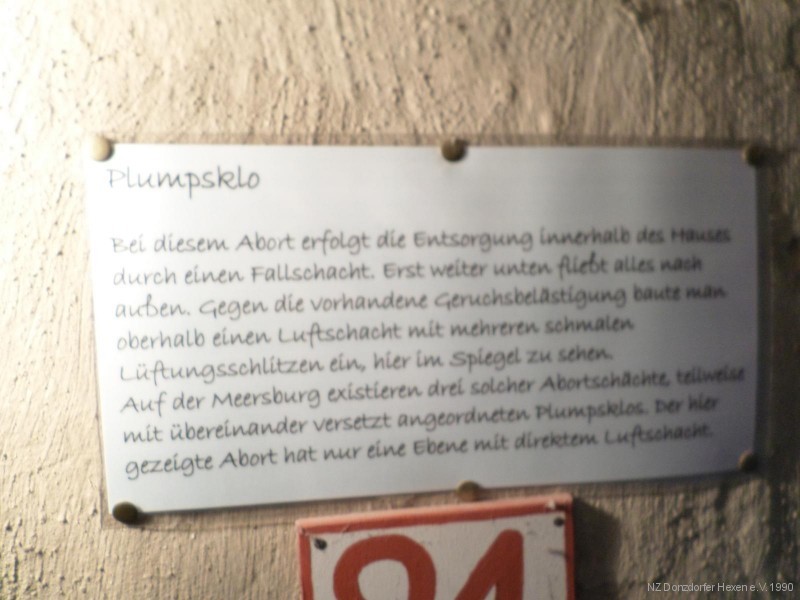 Plumpsklo
Bei diesem Abort erfolgt die Entsorgung innerhalb des Hauses
durch einen Fallschacht. Erst weiter unten fließt alles nach
außen. Gegen die vorhandene Geruchsbelästigung baute man
oberhalb einen Luftschacht mit mehreren schmalen
Lüftungsschlitzen ein, hier im Spiegel zu sehen.
Auf der Meersburg existieren drei solcher Abortschächte, teilweise
mit übereinander versetzt angeordneten Plumpsklos. Der hier
gezeigte Abort hat nur eine Ebene mit direktem Luftschacht.
NZ Donzdorfer Hexen e.V. 1990